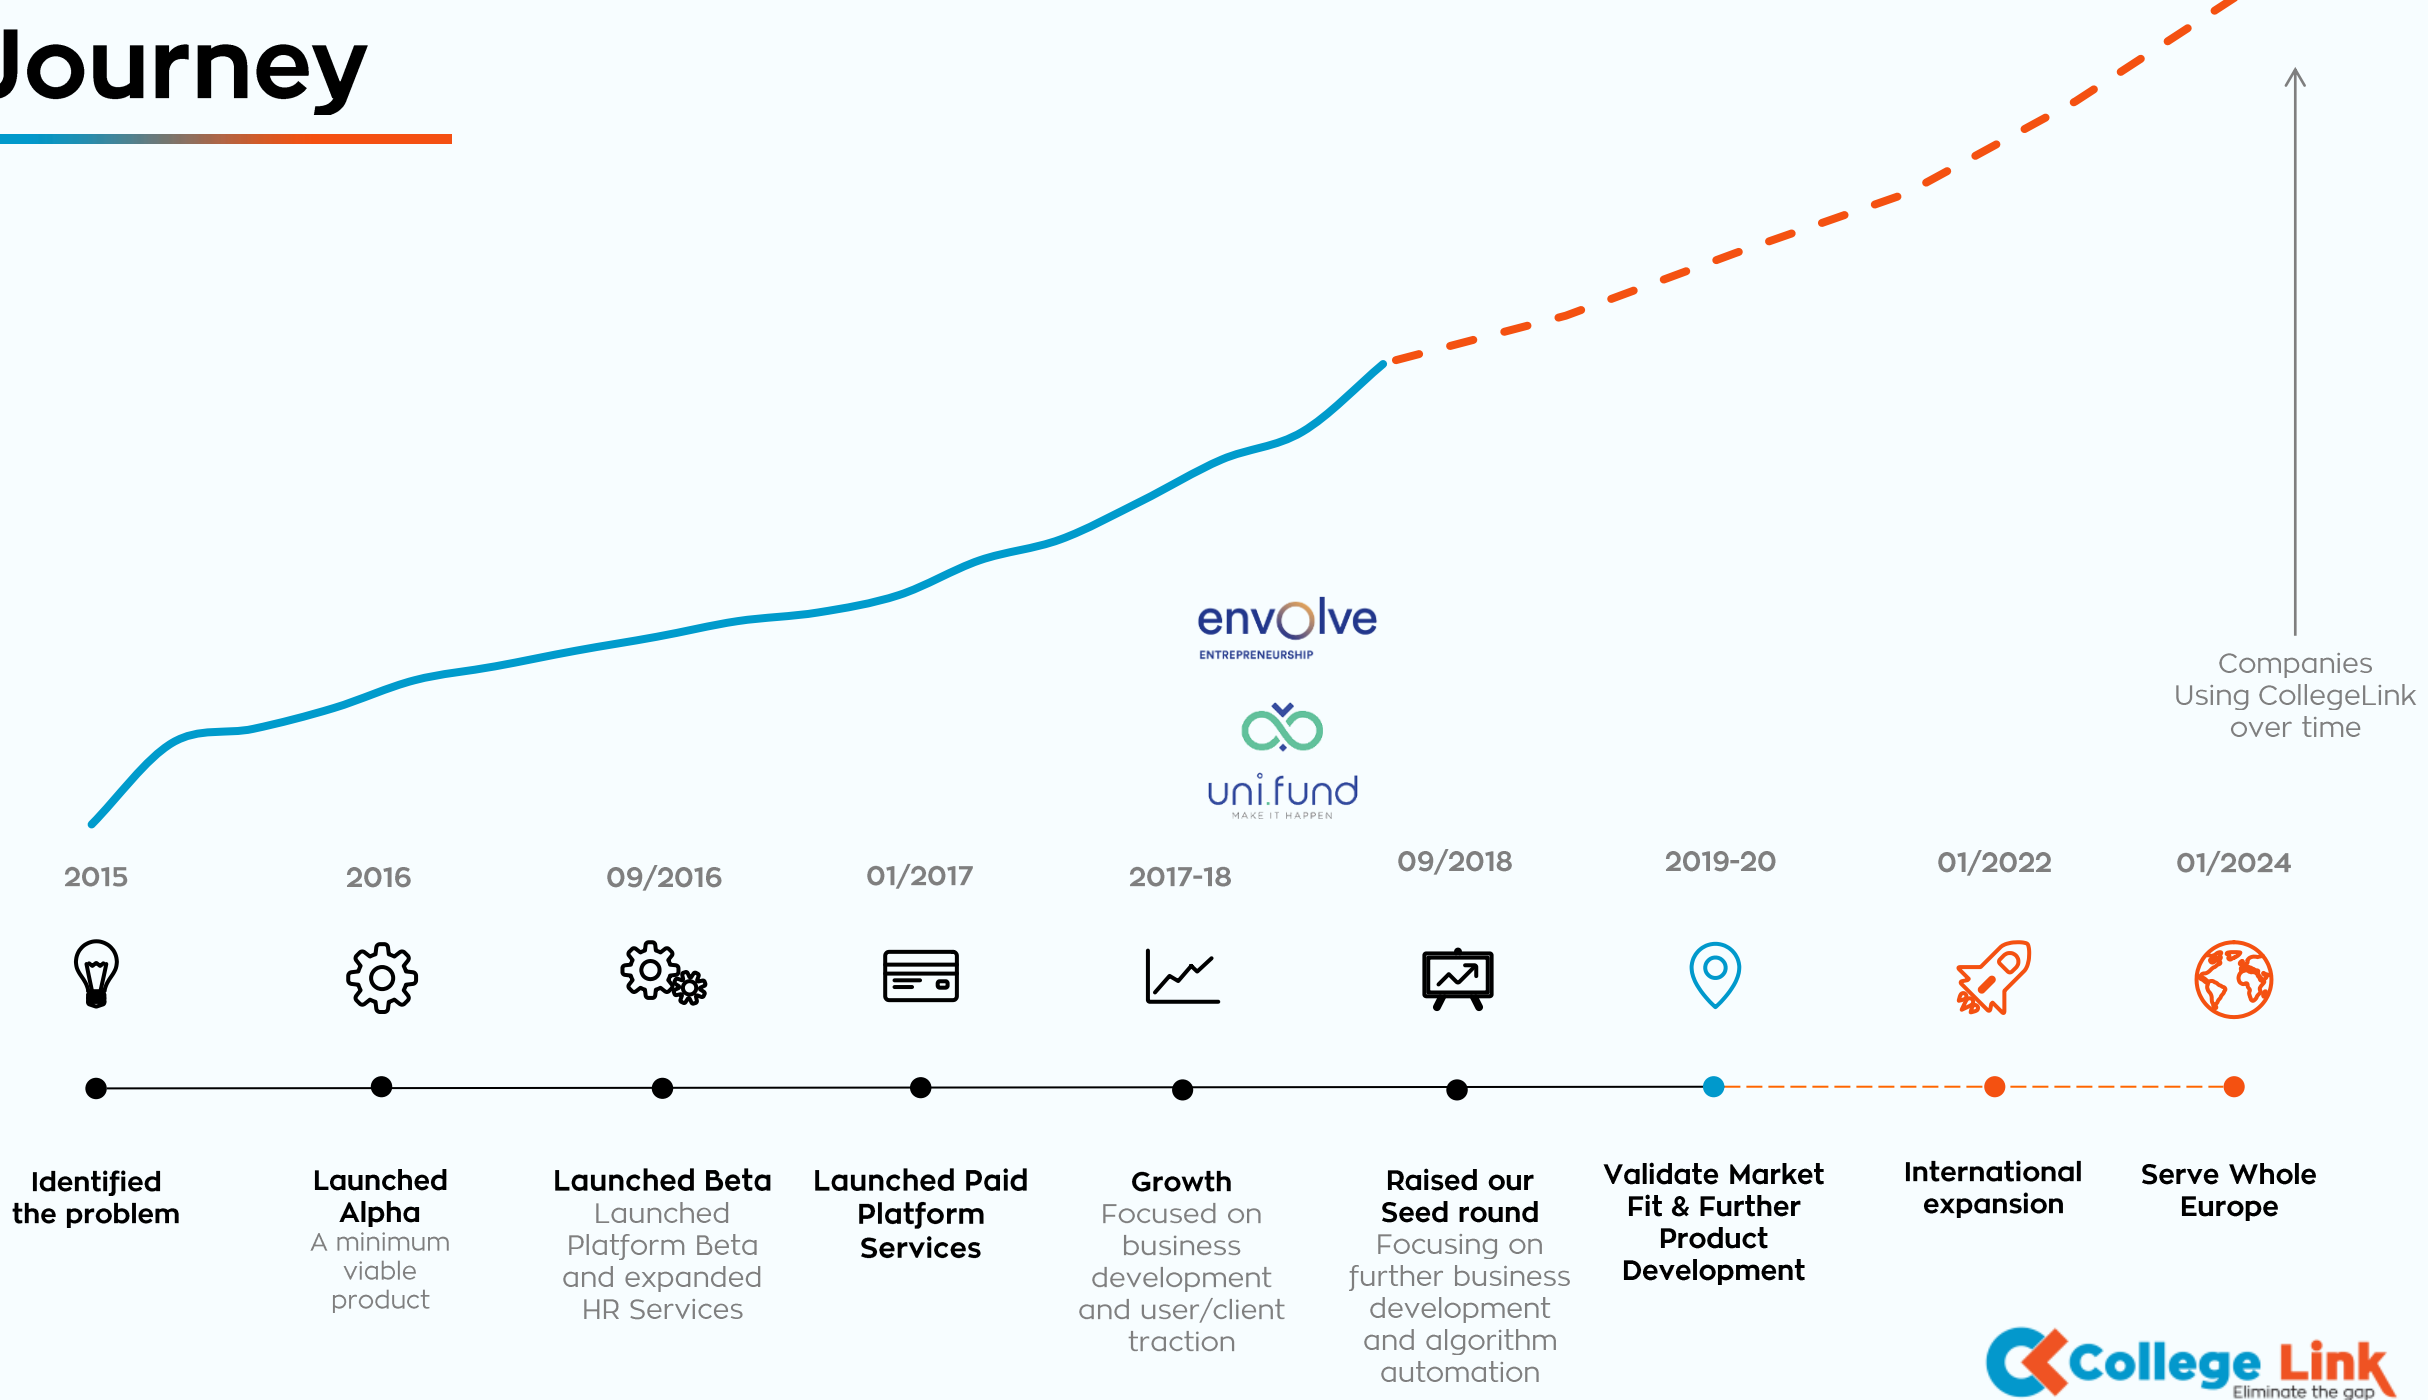 Journey
envolve
ENTREPRENEURSHIP
uni.fund
MAKE IT HAPPEN
Companies
Using CollegeLink
over time
2015
2016
09/2016
01/2017
2017-18
09/2018
2019-20
01/2022
01/2024
Identified
the problem
Launched
Alpha
A minimum
viable
product
Launched Beta
Launched
Platform Beta
and expanded
HR Services
Launched Paid
Platform
Services
Growth
Focused on
business
development
and user/client
traction
Raised our
Seed round
Focusing on
further business
development
and algorithm
automation
Validate Market
Fit & Further
Product
Development
International
expansion
Serve Whole
Europe
College Link
Eliminate the gap